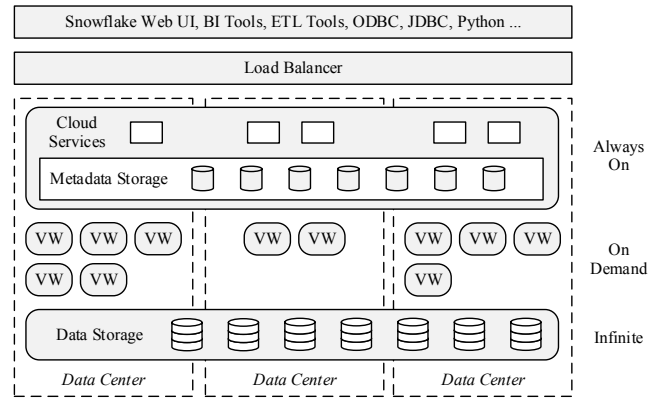 Snowflake Web UI, BI Tools, ETL Tools, ODBC, JDBC, Python ...
Load Balancer
Cloud
Services
Metadata Storage
Always
On
VW VW VW VW VW VW VW VW
VW VW VW
On
Demand
Data Storage
Infinite
Data Center Data Center Data Center